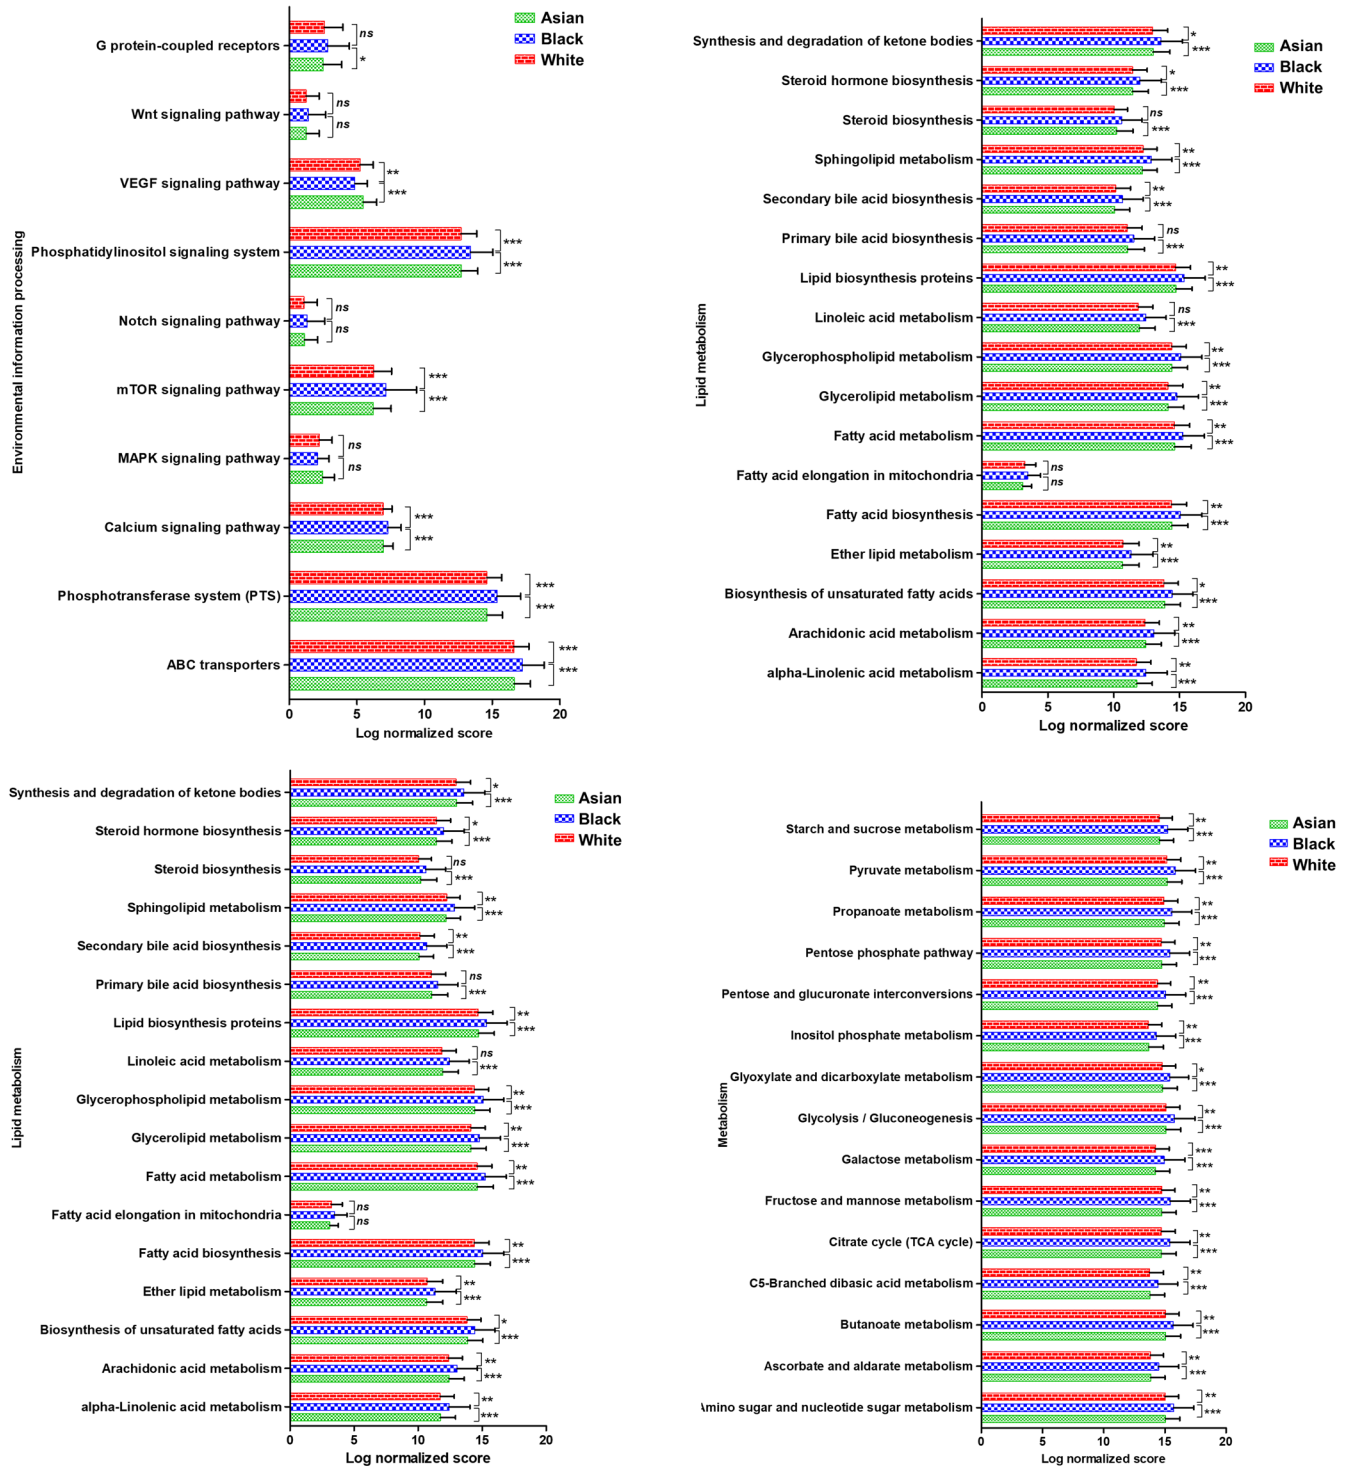 Asian
Black
White
G protein-coupled receptors
ns
*
Wnt signaling pathway
ns
ns
VEGF signaling pathway
**
***
Phosphatidylinositol signaling system
***
***
Notch signaling pathway
ns
ns
mTOR signaling pathway
***
***
MAPK signaling pathway
ns
ns
Calcium signaling pathway
***
***
Phosphotransferase system (PTS)
***
***
ABC transporters
***
***
Environmental information processing
0 5 10 15 20
Log normalized score
Asian
Black
White
Synthesis and degradation of ketone bodies
*
***
Steroid hormone biosynthesis
*
***
Steroid biosynthesis
ns
***
Sphingolipid metabolism
**
***
Secondary bile acid biosynthesis
**
***
Primary bile acid biosynthesis
ns
***
Lipid biosynthesis proteins
**
***
Linoleic acid metabolism
ns
***
Glycerophospholipid metabolism
**
***
Glycerolipid metabolism
**
***
Fatty acid metabolism
**
***
Fatty acid elongation in mitochondria
ns
ns
Fatty acid biosynthesis
**
***
Ether lipid metabolism
**
***
Biosynthesis of unsaturated fatty acids
*
***
Arachidonic acid metabolism
**
***
alpha-Linolenic acid metabolism
**
***
Lipid metabolism
0 5 10 15 20
Log normalized score
Asian
Black
White
Synthesis and degradation of ketone bodies
*
***
Steroid hormone biosynthesis
*
***
Steroid biosynthesis
ns
***
Sphingolipid metabolism
**
***
Secondary bile acid biosynthesis
**
***
Primary bile acid biosynthesis
ns
***
Lipid biosynthesis proteins
**
***
Linoleic acid metabolism
ns
***
Glycerophospholipid metabolism
**
***
Glycerolipid metabolism
**
***
Fatty acid metabolism
**
***
Fatty acid elongation in mitochondria
ns
ns
Fatty acid biosynthesis
**
***
Ether lipid metabolism
**
***
Biosynthesis of unsaturated fatty acids
*
***
Arachidonic acid metabolism
**
***
alpha-Linolenic acid metabolism
**
***
Lipid metabolism
0 5 10 15 20
Log normalized score
Asian
Black
White
Starch and sucrose metabolism
**
***
Pyruvate metabolism
**
***
Propanoate metabolism
**
***
Pentose phosphate pathway
**
***
Pentose and glucuronate interconversions
**
***
Inositol phosphate metabolism
**
***
Glyoxylate and dicarboxylate metabolism
*
***
Glycolysis / Gluconeogenesis
**
***
Galactose metabolism
***
***
Fructose and mannose metabolism
**
***
Citrate cycle (TCA cycle)
**
***
C5-Branched dibasic acid metabolism
**
***
Butanoate metabolism
**
***
Ascorbate and aldarate metabolism
**
***
Amino sugar and nucleotide sugar metabolism
**
***
Metabolism
0 5 10 15 20
Log normalized score